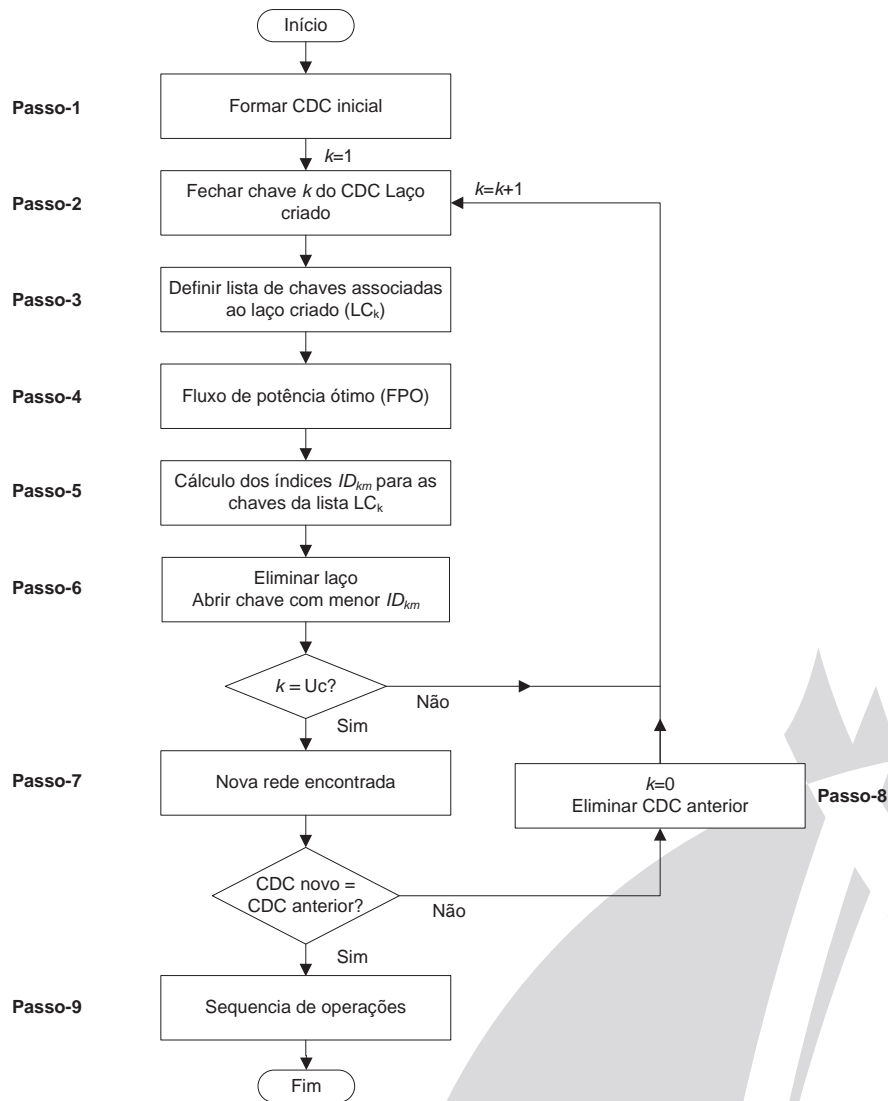 Início
Passo-1
Formar CDC inicial
k=1
Passo-2
Fechar chave k do CDC Laço
criado
k=k+1
Passo-3
Definir lista de chaves associadas
ao laço criado (LCk)
Passo-4
Fluxo de potência ótimo (FPO)
Passo-5
Cálculo dos índices IDkm para as
chaves da lista LCk
Passo-6
Eliminar laço
Abrir chave com menor IDkm
k = Uc?
Não
Sim
Passo-7
Nova rede encontrada
k=0
Eliminar CDC anterior
Passo-8
CDC novo =
CDC anterior?
Não
Sim
Passo-9
Sequencia de operações
Fim